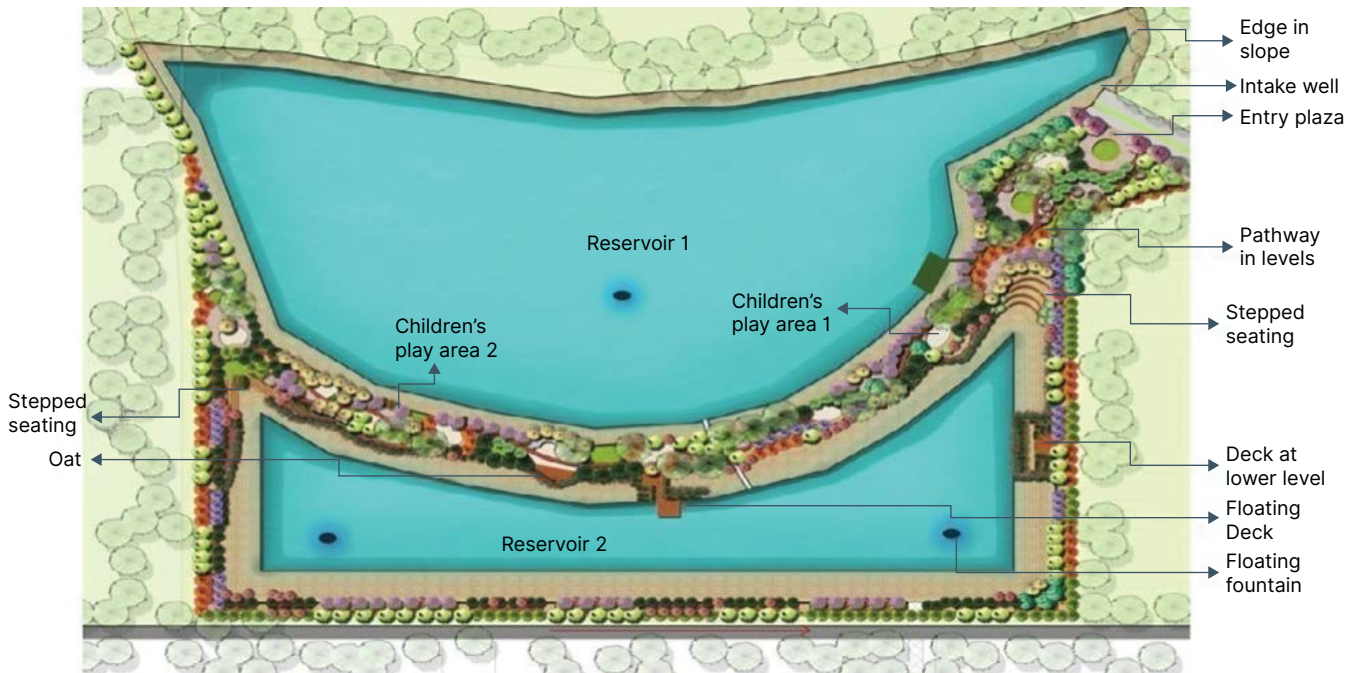 Edge in
slope
Intake well
Entry plaza
Reservoir 1
Pathway
in levels
Children's
play area 1
Children's
play area 2
Stepped
seating
Stepped
seating
Oat
Deck at
lower level
Floating
Deck
Reservoir 2
Floating
fountain